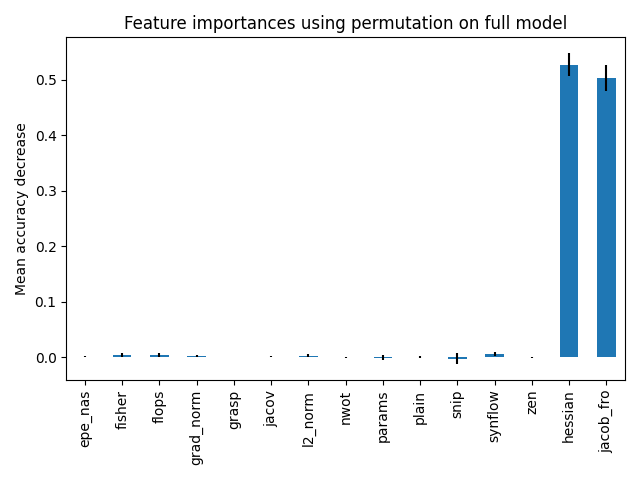 Feature importances using permutation on full model
Mean accuracy decrease
0.5
0.4
0.3
0.2
0.1
0.0
epe_nas
fisher
flops
grad_norm
grasp
jacov
l2_norm
nwot
params
plain
snip
synflow
zen
hessian
jacob_fro